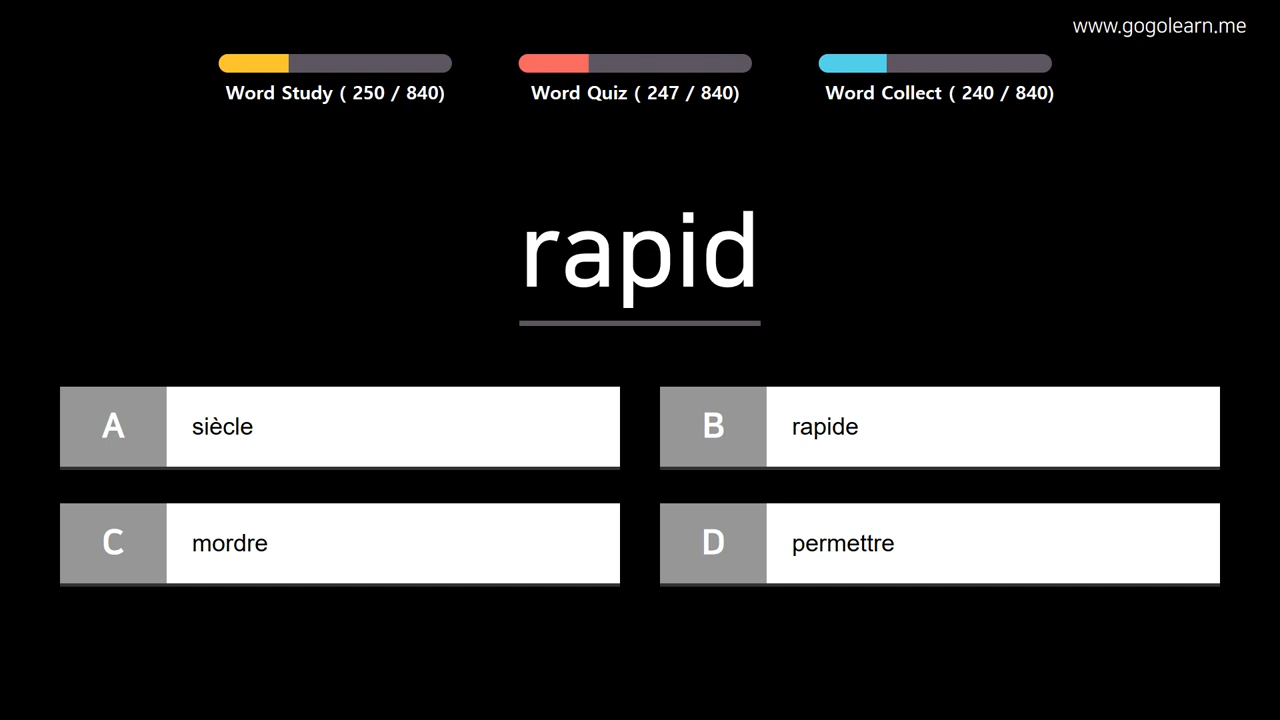 www.gogolearn.me
Word Study ( 250 / 840)
Word Quiz ( 247 / 840)
Word Collect ( 240 / 840)
rapid
A siècle
B rapide
C mordre
D permettre